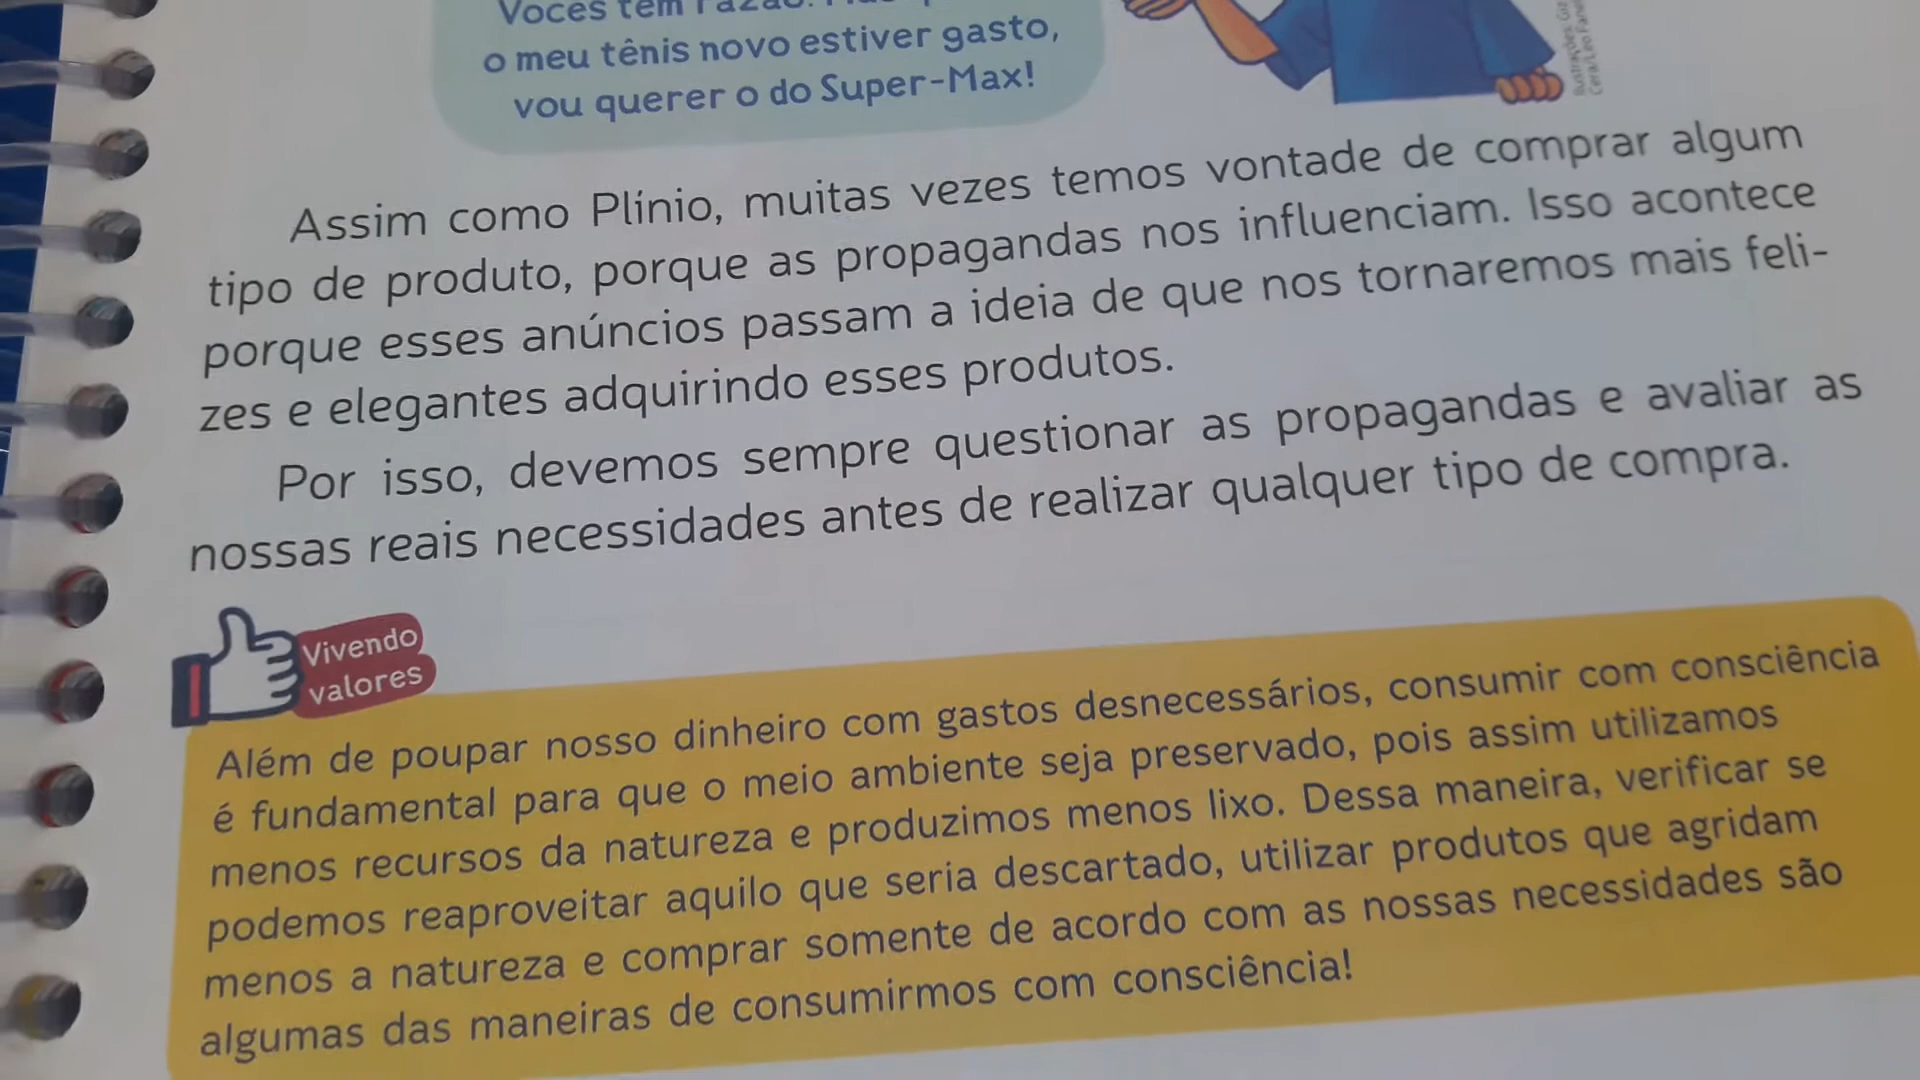 Vocês têm razão!
o meu tênis novo estiver gasto,
vou querer o do Super-Max!
Assim como Plínio, muitas vezes temos vontade de comprar algum
tipo de produto, porque as propagandas nos influenciam. Isso acontece
porque esses anúncios passam a ideia de que nos tornaremos mais feli-
zes e elegantes adquirindo esses produtos.
Por isso, devemos sempre questionar as propagandas e avaliar as
nossas reais necessidades antes de realizar qualquer tipo de compra.
Vivendo
valores
Além de poupar nosso dinheiro com gastos desnecessários, consumir com consciência
é fundamental para que o meio ambiente seja preservado, pois assim utilizamos
menos recursos da natureza e produzimos menos lixo. Dessa maneira, verificar se
podemos reaproveitar aquilo que seria descartado, utilizar produtos que agridam
menos a natureza e comprar somente de acordo com as nossas necessidades são
algumas das maneiras de consumirmos com consciência!